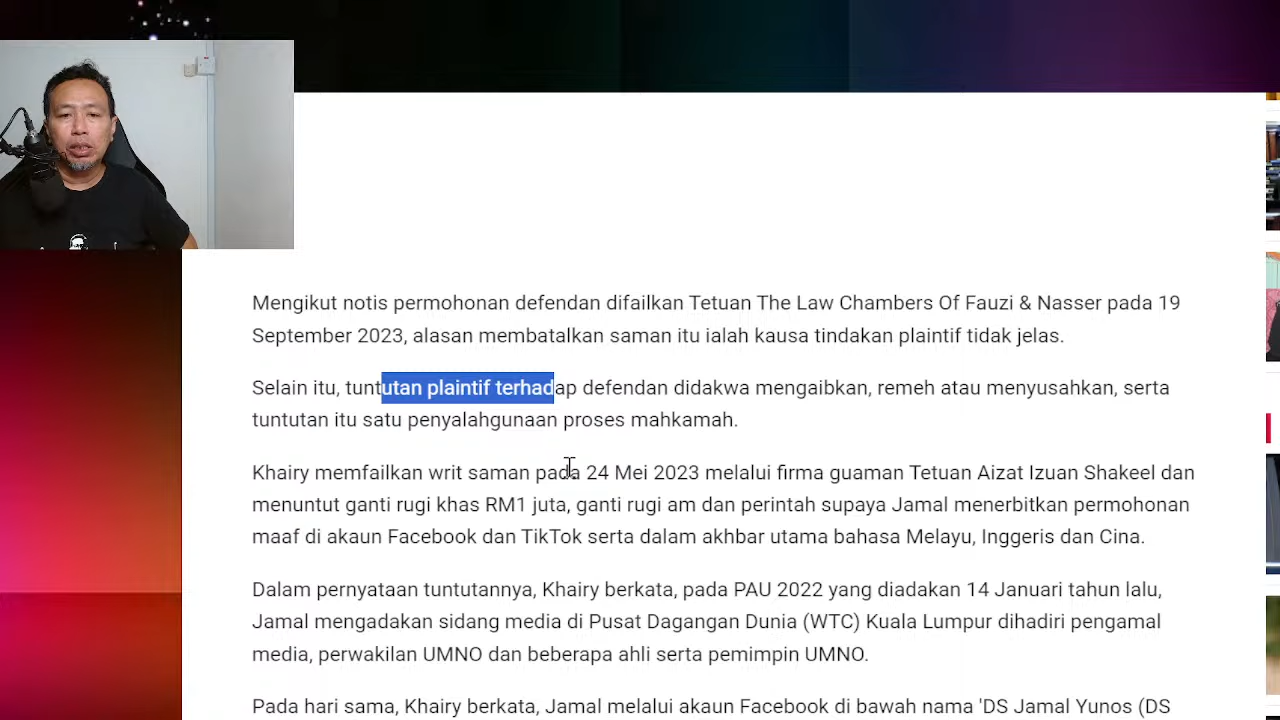 Mengikut notis permohonan defendan difailkan Tetuan The Law Chambers Of Fauzi & Nasser pada 19
September 2023, alasan membatalkan saman itu ialah kausa tindakan plaintif tidak jelas.
Selain itu, tuntutan plaintif terhadap defendan didakwa mengaibkan, remeh atau menyusahkan, serta
tuntutan itu satu penyalahgunaan proses mahkamah.
Khairy memfailkan writ saman pada 24 Mei 2023 melalui firma guaman Tetuan Aizat Izuan Shakeel dan
menuntut ganti rugi khas RM1 juta, ganti rugi am dan perintah supaya Jamal menerbitkan permohonan
maaf di akaun Facebook dan TikTok serta dalam akhbar utama bahasa Melayu, Inggeris dan Cina.
Dalam pernyataan tuntutannya, Khairy berkata, pada PAU 2022 yang diadakan 14 Januari tahun lalu,
Jamal mengadakan sidang media di Pusat Dagangan Dunia (WTC) Kuala Lumpur dihadiri pengamal
media, perwakilan UMNO dan beberapa ahli serta pemimpin UMNO.
Pada hari sama, Khairy berkata, Jamal melalui akaun Facebook di bawah nama 'DS Jamal Yunos (DS